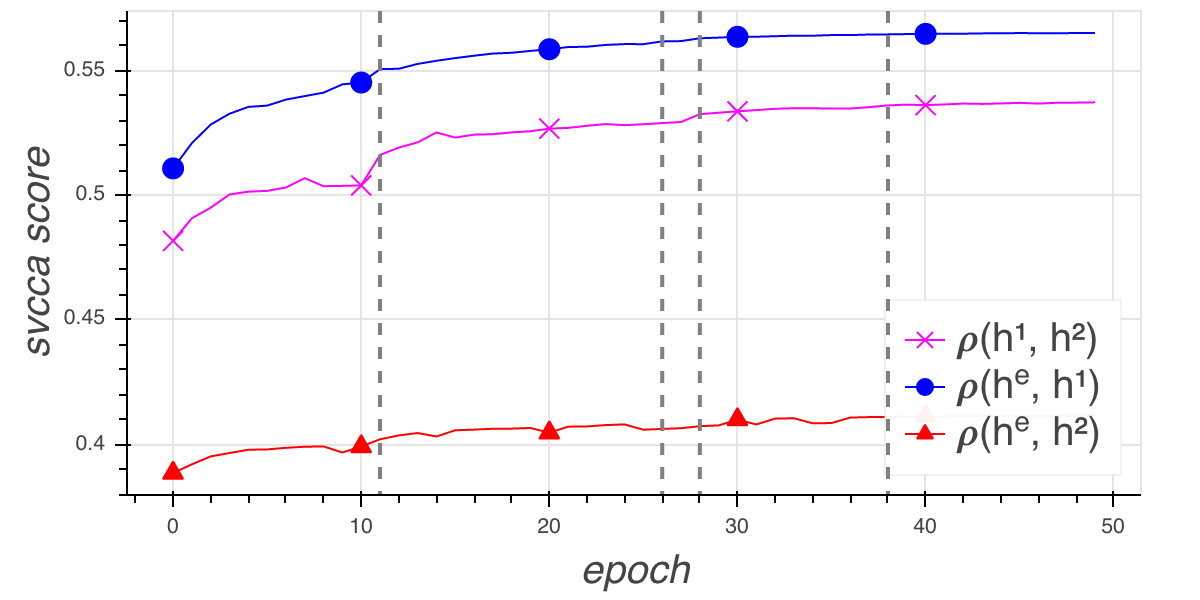 0.55
0.5
0.45
0.4
svcca score
ρ(h¹, h²)
ρ(hᵉ, h¹)
ρ(hᵉ, h²)
0 10 20 30 40 50
epoch